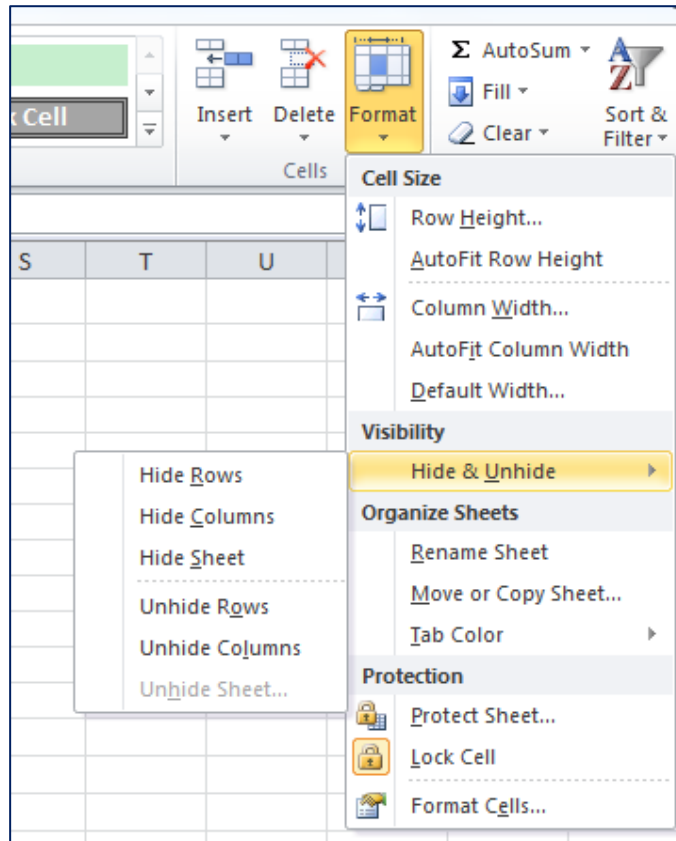 Σ AutoSum
Fill
Clear
AZ
Sort &
Filter
Insert
Delete
Format
Cell
Cells
S
T
U
Cell Size
Row Height...
AutoFit Row Height
Column Width...
AutoFit Column Width
Default Width...
Visibility
Hide & Unhide
Hide Rows
Hide Columns
Hide Sheet
Unhide Rows
Unhide Columns
Unhide Sheet...
Organize Sheets
Rename Sheet
Move or Copy Sheet...
Tab Color
Protection
Protect Sheet...
Lock Cell
Format Cells...